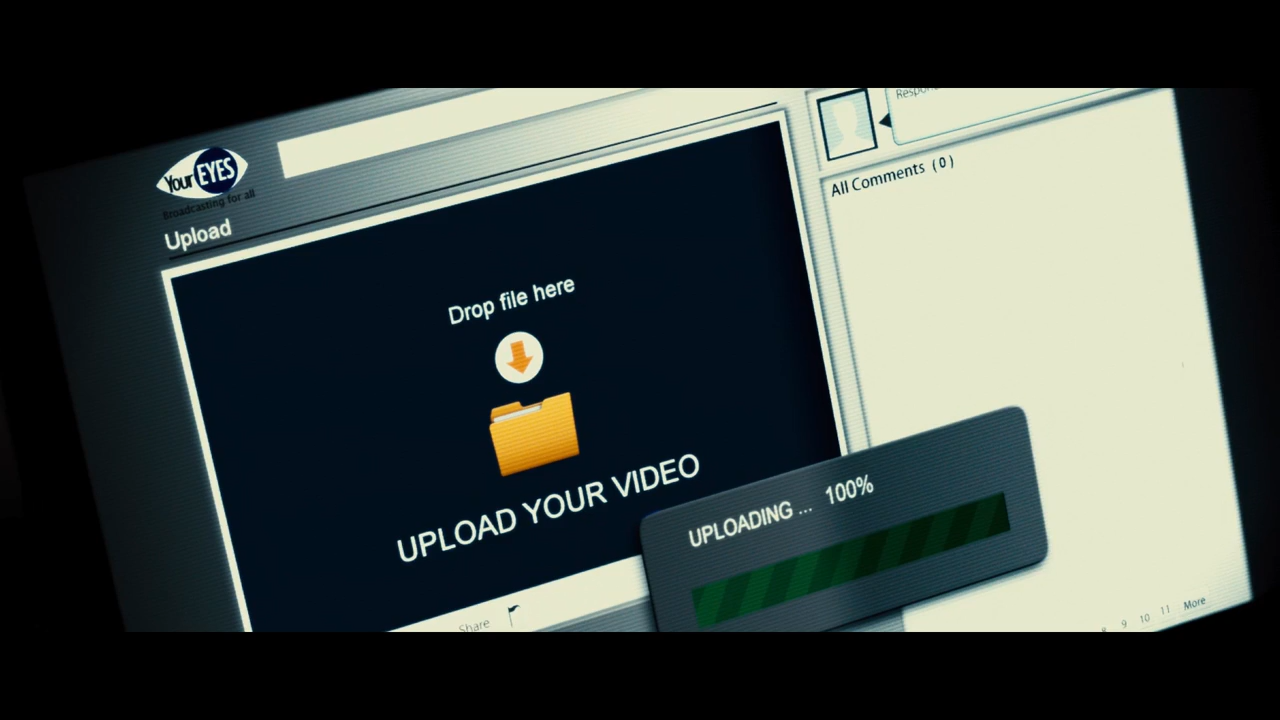 Your EYES
Broadcasting for all
Upload
Drop file here
UPLOAD YOUR VIDEO
UPLOADING ... 100%
Share
All Comments (0)
9 10 11 More